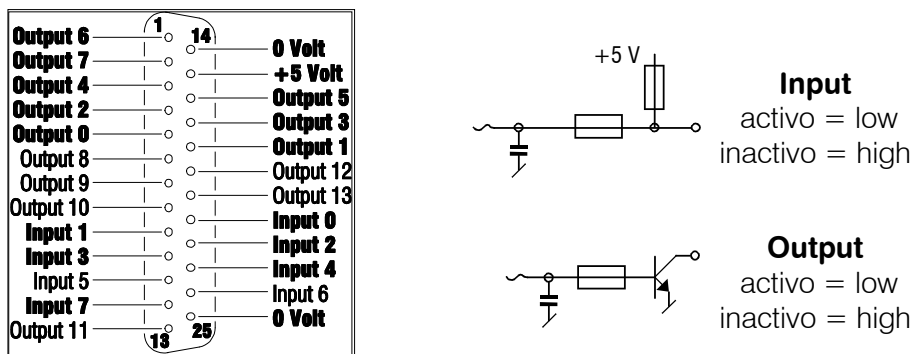 1
14
Output 6
Output 7
Output 4
Output 2
Output 0
Output 8
Output 9
Output 10
Input 1
Input 3
Input 5
Input 7
Output 11
0 Volt
+5 Volt
Output 5
Output 3
Output 1
Output 12
Output 13
Input 0
Input 2
Input 4
Input 6
0 Volt
13
25
+5 V
Input
activo = low
inactivo = high
Output
activo = low
inactivo = high